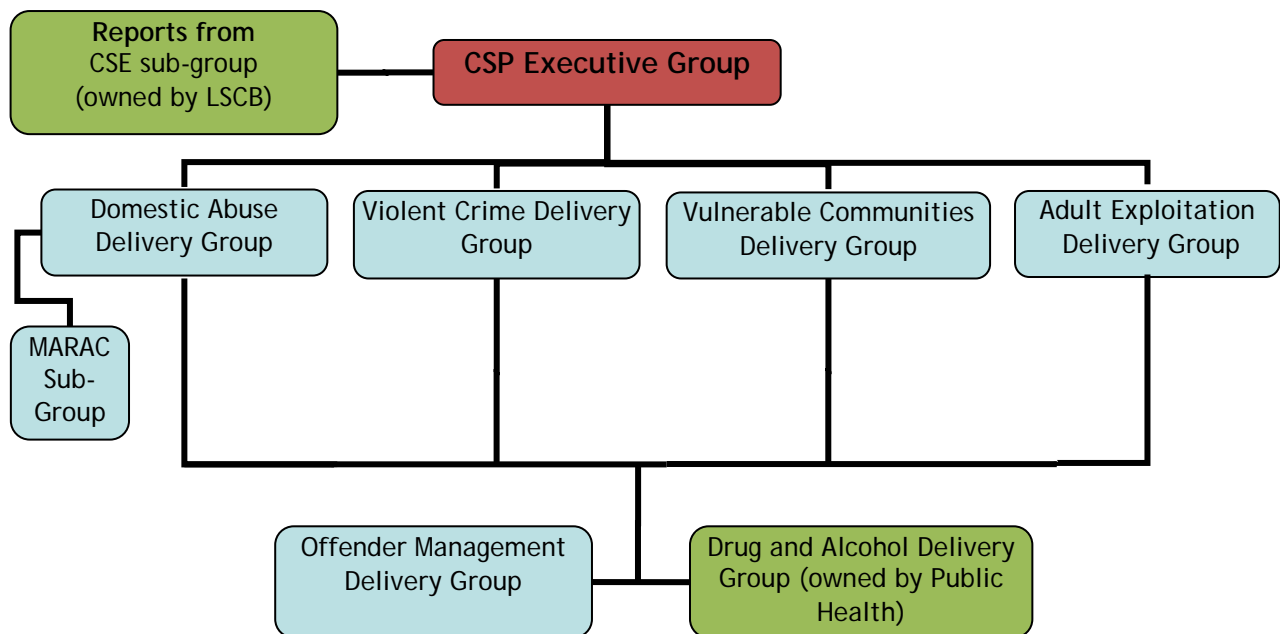 Reports from
CSE sub-group
(owned by LSCB)
CSP Executive Group
Domestic Abuse
Delivery Group
Violent Crime Delivery
Group
Vulnerable Communities
Delivery Group
Adult Exploitation
Delivery Group
MARAC
Sub-
Group
Offender Management
Delivery Group
Drug and Alcohol Delivery
Group (owned by Public
Health)